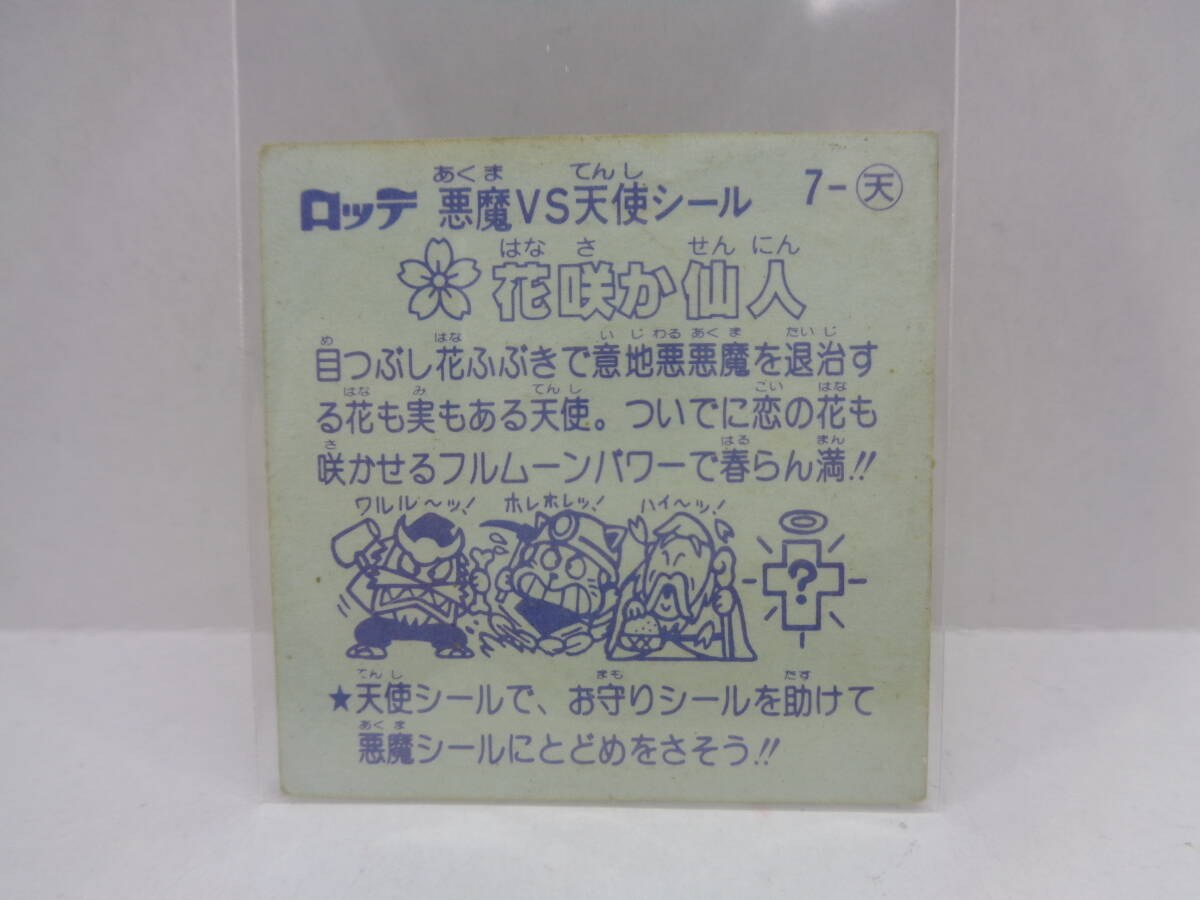 ロッテ 悪魔VS天使シール 7-㊝天
花咲か仙人
目つぶし花ふぶきで意地悪悪魔を退治す
る花も実もある天使。ついでに恋の花も
咲かせるフルムーンパワーで春らん満!!
ワルル〜ッ! ホレホレッ! ハイ〜ッ!
?
★天使シールで、お守りシールを助けて
悪魔シールにとどめをさそう!!